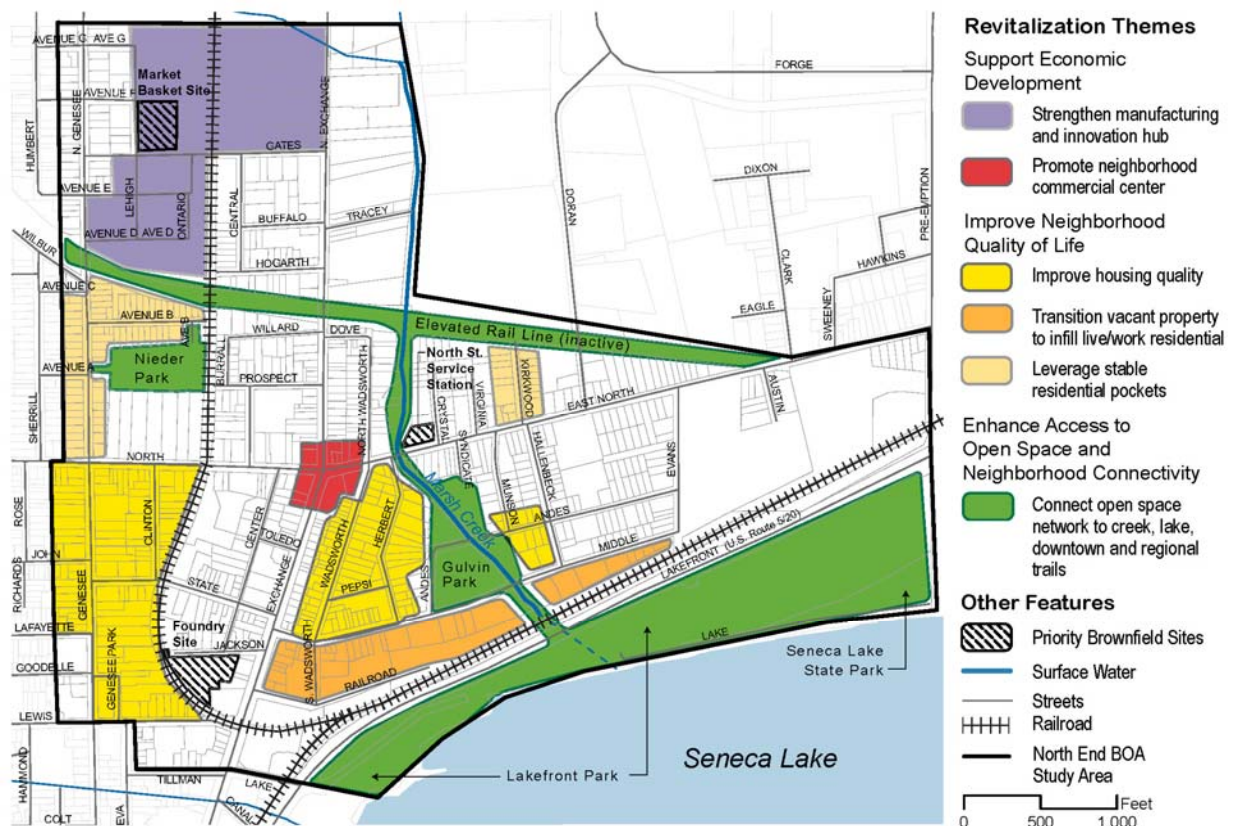 AVENUE G
AVE G
Market
Basket Site
AVENUE F
HUMBERT
N. GENESEE
N. EXCHANGE
GATES
AVENUE E
LEHIGH
ONTARIO
CENTRAL
BUFFALO
TRACEY
AVENUE D
AVE D
HOGARTH
WILBUR
AVENUE C
AVENUE B
AVE B
WILLARD
DOVE
Elevated Rail Line (inactive)
Nieder
Park
AVENUE A
BURRALL
PROSPECT
NORTH WADSWORTH
North St.
Service
Station
CRYSTAL
VIRGINIA
KIRKWOOD
EAST NORTH
SHERRILL
NORTH
SYNDICATE
MUNSON
HALLENBECK
EVANS
AUSTIN
FORGE
DORAN
DIXON
CLARK
EAGLE
SWEENEY
HAWKINS
PRE-EMPTION
ROSE
CLINTON
CENTER
TOLEDO
WADSWORTH
HERBERT
Marsh Creek
ANDES
MIDDLE
LAKEFRONT (U.S. Route 5/20)
JOHN
RICHARDS
GENESEE
STATE
EXCHANGE
PEPSI
ANDES
Gulvin
Park
LAFAYETTE
Foundry
Site
JACKSON
GOODELLE
GENESEE PARK
S. WADSWORTH
RAILROAD
LAKE
Seneca Lake
State Park
LEWIS
HAMMOND
TILLMAN
LAKE
CANAL
COLT
EVA
Lakefront Park
Seneca Lake
Revitalization Themes
Support Economic
Development
Strengthen manufacturing
and innovation hub
Promote neighborhood
commercial center
Improve Neighborhood
Quality of Life
Improve housing quality
Transition vacant property
to infill live/work residential
Leverage stable
residential pockets
Enhance Access to
Open Space and
Neighborhood Connectivity
Connect open space
network to creek, lake,
downtown and regional
trails
Other Features
Priority Brownfield Sites
Surface Water
Streets
Railroad
North End BOA
Study Area
Feet
0 500 1,000